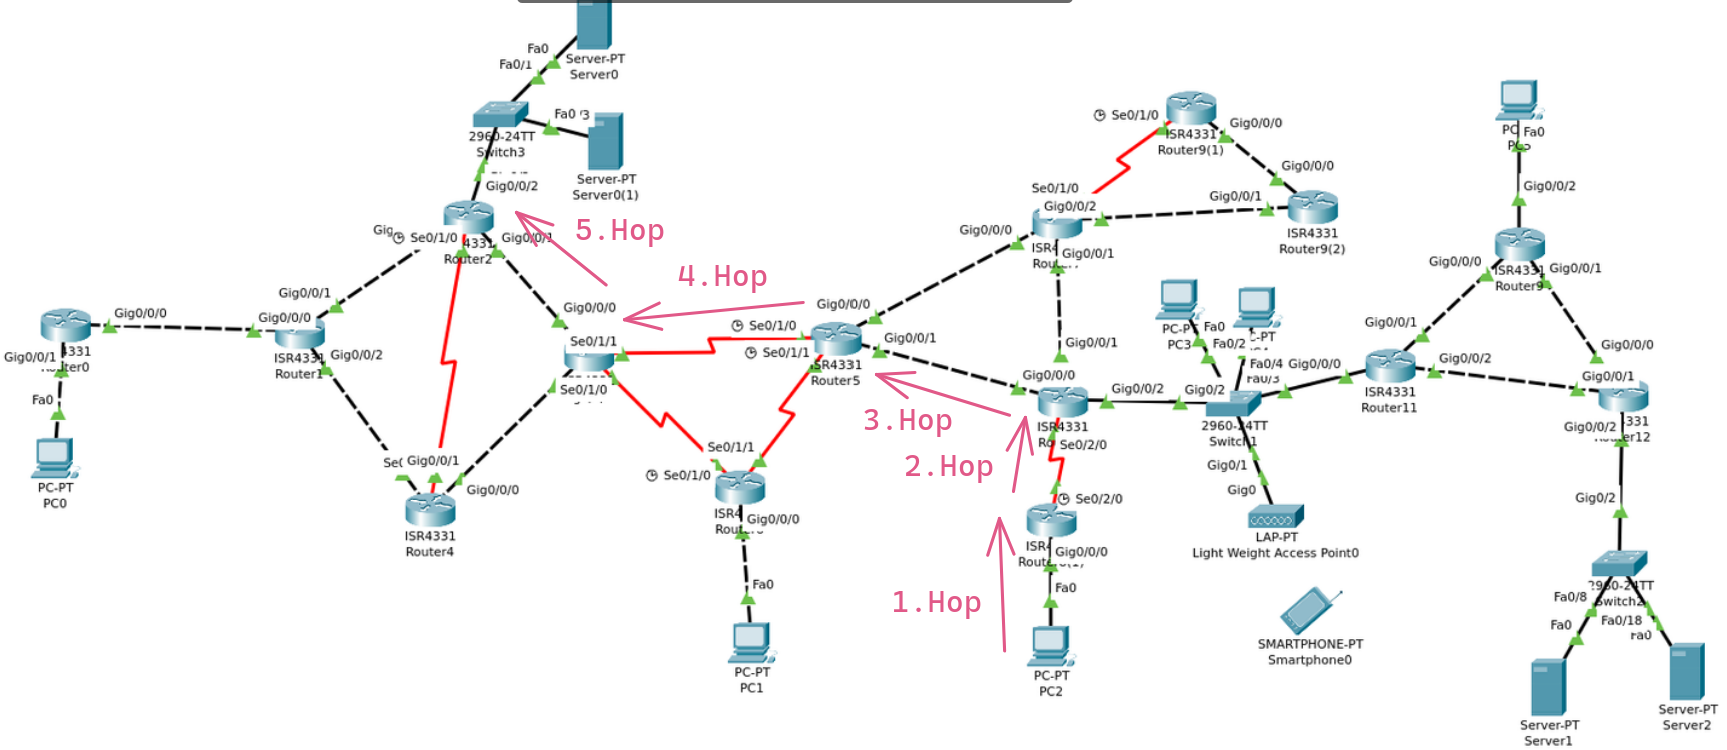 Fa0
Fa0/1
Server-PT
Server0
Fa0
2960-24TT
Switch3
Server-PT
Server0(1)
Gig0/0/2
Se0/1/0
Gig0/0/1
4331
Router2
5.Hop
4.Hop
Gig0/0/0
Gig0/0/1
Fa0
PC-PT
PC0
Gig0/0/1
Gig0/0/0
ISR4331
Router1
Gig0/0/2
Gig0/0/1
Gig0/0/0
ISR4331
Router4
Gig0/0/0
Se0/1/1
Se0/1/0
Se0/1/0
Se0/1/1
Gig0/0/0
Gig0/0/1
Router5
Se0/1/1
Se0/1/0
Gig0/0/0
Fa0
PC-PT
PC1
3.Hop
2.Hop
1.Hop
Gig0/0/0
Se0/1/0
Gig0/0/2
Gig0/0/1
Gig0/0/1
Se0/1/0
ISR4331
Router9(1)
Gig0/0/0
Gig0/0/0
Gig0/0/1
ISR4331
Router9(2)
Gig0/0/0
ISR4331
Gig0/0/2
Se0/2/0
Se0/2/0
Gig0/0/0
Fa0
PC-PT
PC2
PC3
Fa0
Fa0/2
Fa0/4
Fa0/3
Gig0/2
2960-24TT
Switch1
Gig0/0/0
Gig0/1
Gig0
LAP-PT
Light Weight Access Point0
SMARTPHONE-PT
Smartphone0
Gig0/0/1
Gig0/0/2
ISR4331
Router11
Fa0
Gig0/0/2
Gig0/0/0
Gig0/0/1
ISR4331
Router9
Gig0/0/0
Gig0/0/1
Gig0/0/2
Gig0/2
2960-24TT
Switch2
Fa0/8
Fa0/18
Fa0
Fa0
Server-PT
Server1
Server-PT
Server2